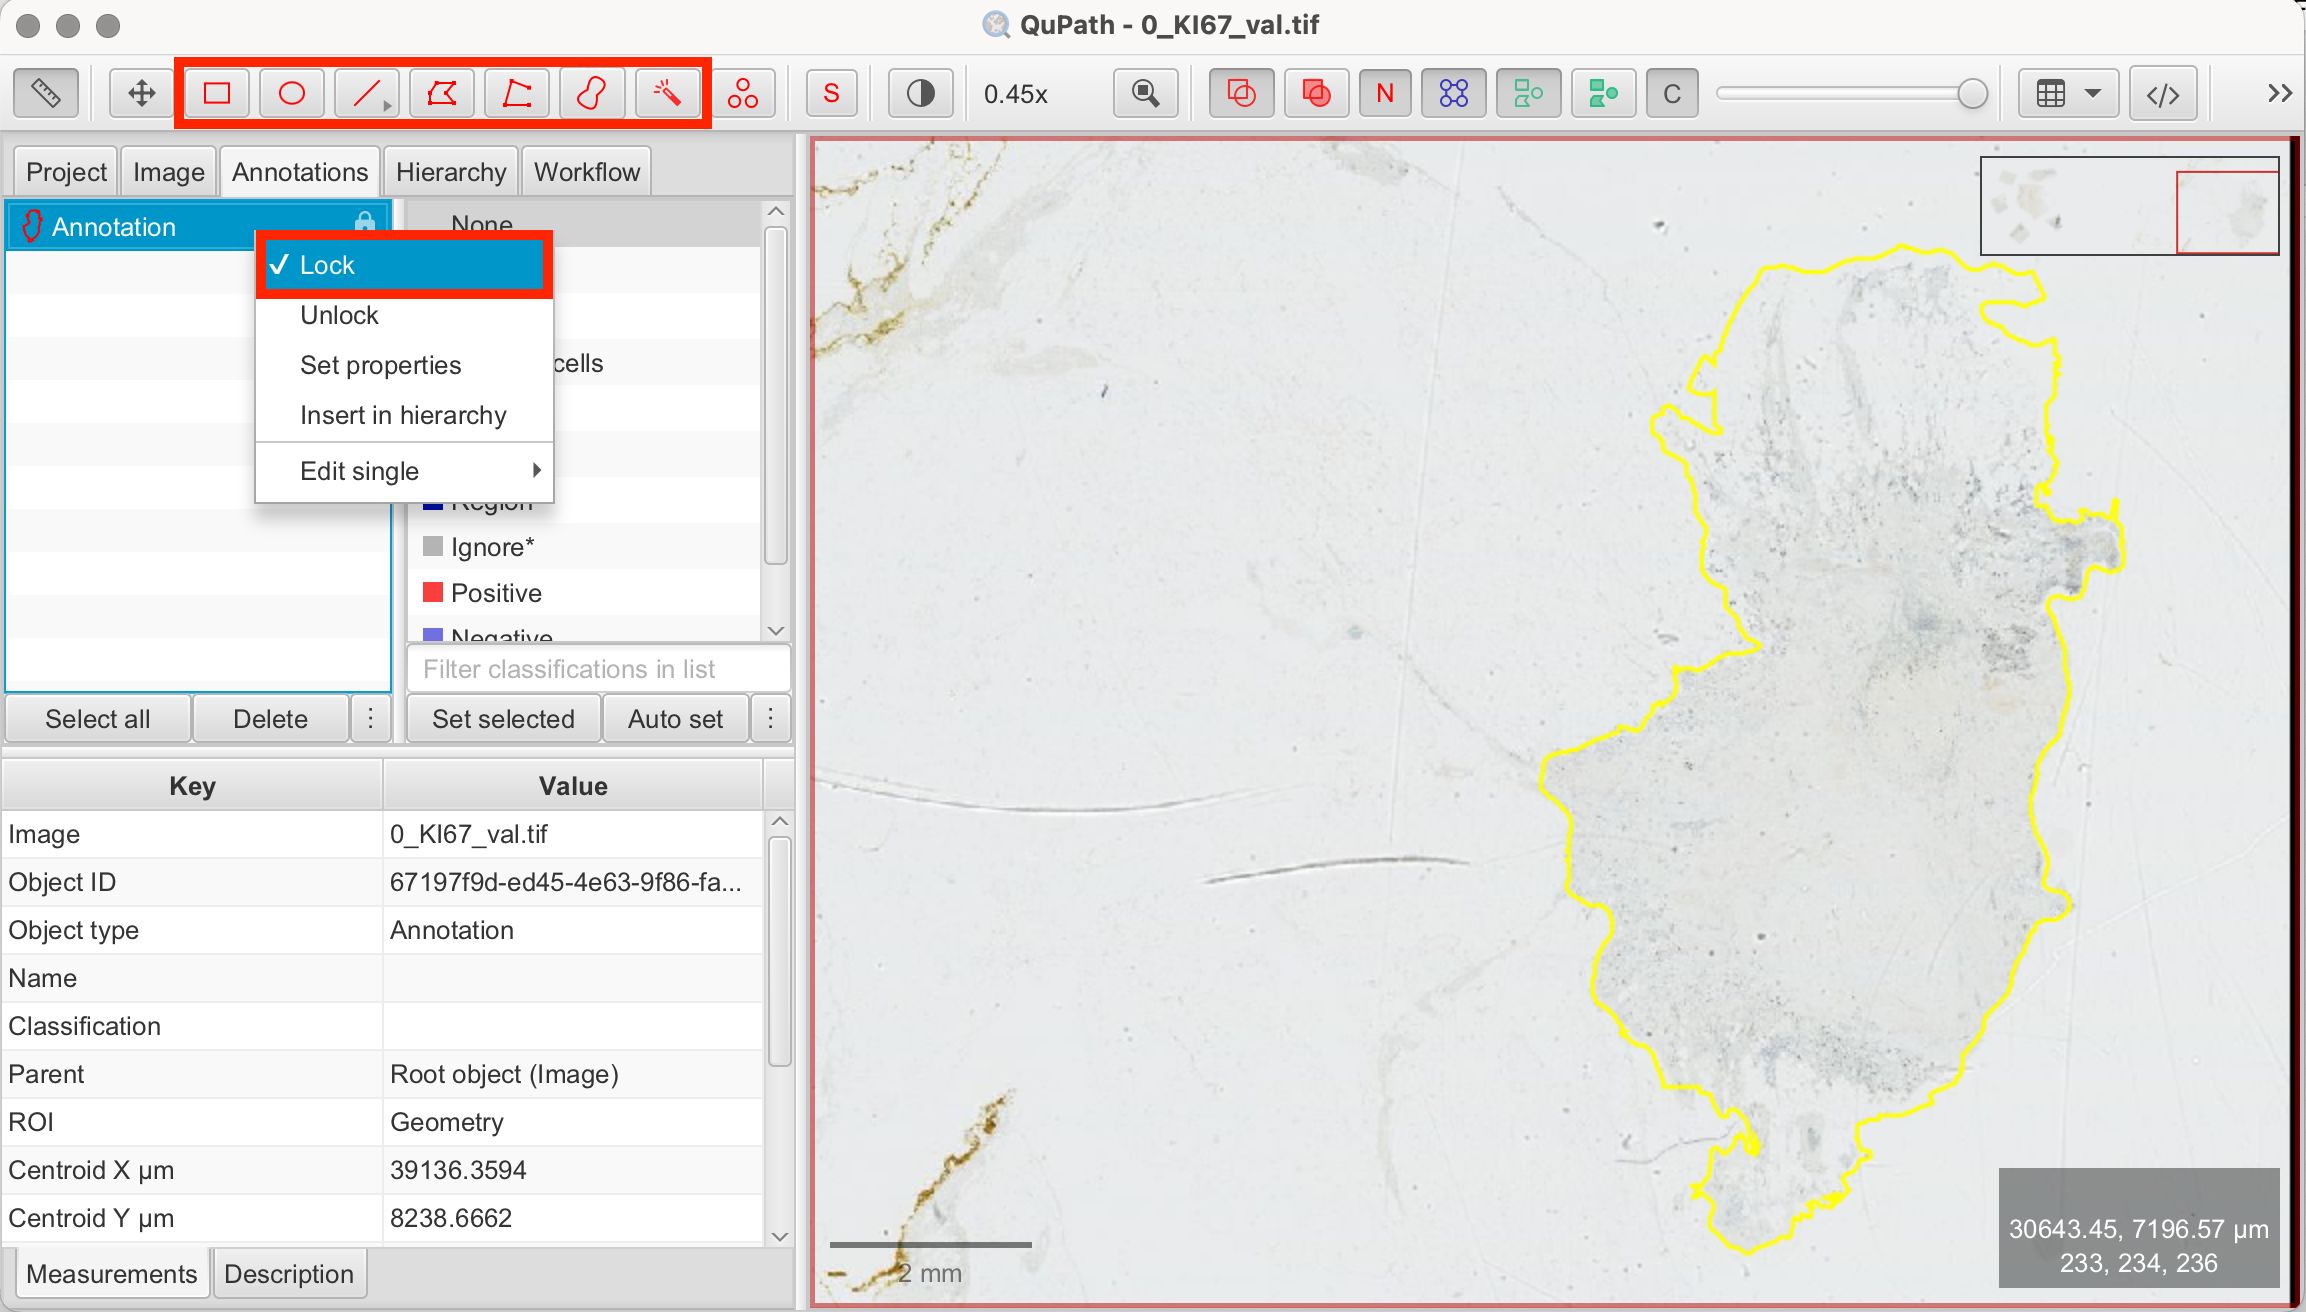 QuPath - 0_KI67_val.tif
S
0.45x
N
C
Project
Image
Annotations
Hierarchy
Workflow
Annotation
None
Lock
Unlock
Set properties
cells
Insert in hierarchy
Edit single
Region
Ignore*
Positive
Negative
Filter classifications in list
Select all
Delete
Set selected
Auto set
Key
Value
Image
0_KI67_val.tif
Object ID
67197f9d-ed45-4e63-9f86-fa...
Object type
Annotation
Name
Classification
Parent
Root object (Image)
ROI
Geometry
Centroid X µm
39136.3594
Centroid Y µm
8238.6662
Measurements
Description
2 mm
30643.45, 7196.57 µm
233, 234, 236